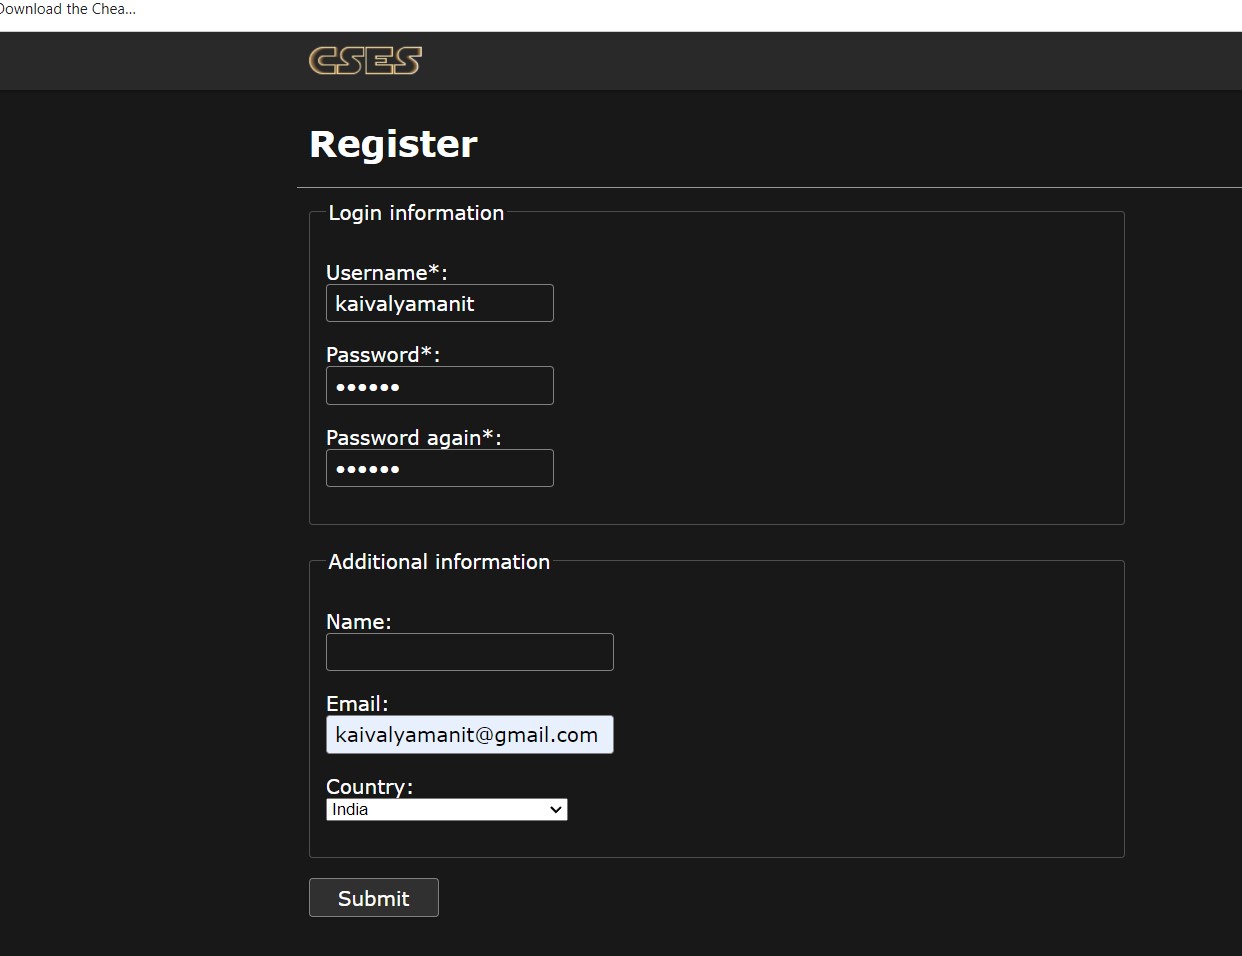 Download the Chea...
CSES
Register
Login information
Username*:
kaivalyamanit
Password*:
••••••
Password again*:
••••••
Additional information
Name:
Email:
kaivalyamanit@gmail.com
Country:
India
Submit